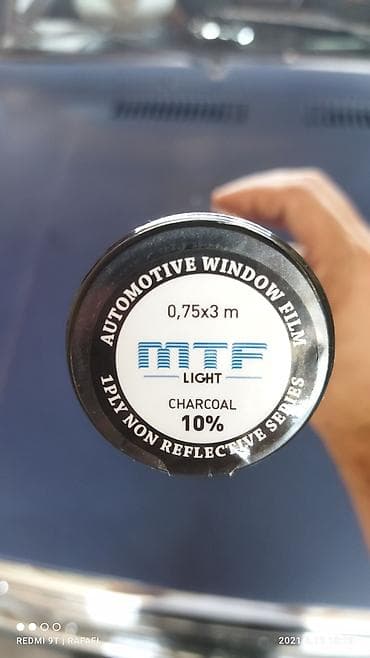 AUTOMOTIVE WINDOW FILM
0,75x3 m
MTF
LIGHT
CHARCOAL
10%
1PLY NON REFLECTIVE SERIES
REDMI 9T | RAFAEL